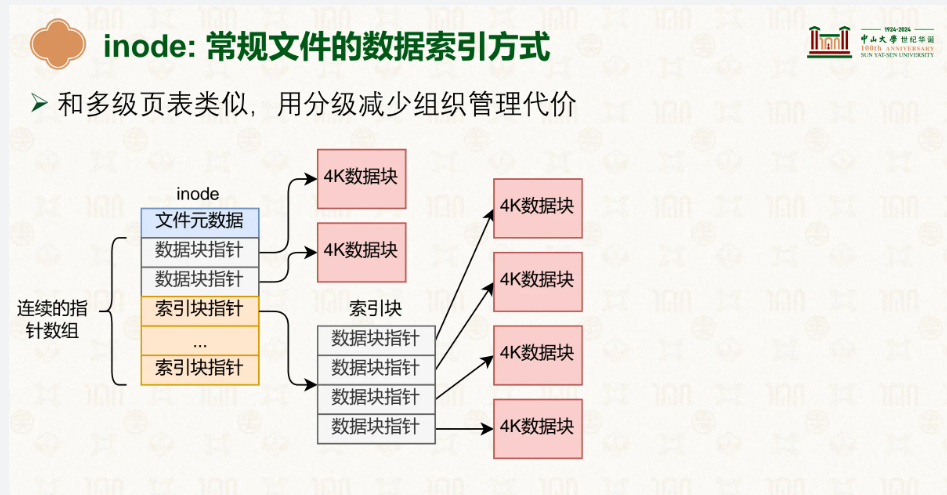 inode: 常规文件的数据索引方式
1924-2024
中山大學 世纪华诞
100th ANNIVERSARY
SUN YAT-SEN UNIVERSITY
和多级页表类似，用分级减少组织管理代价
inode
文件元数据
数据块指针
数据块指针
索引块指针
...
索引块指针
连续的指
针数组
4K数据块
4K数据块
索引块
数据块指针
数据块指针
数据块指针
数据块指针
4K数据块
4K数据块
4K数据块
4K数据块